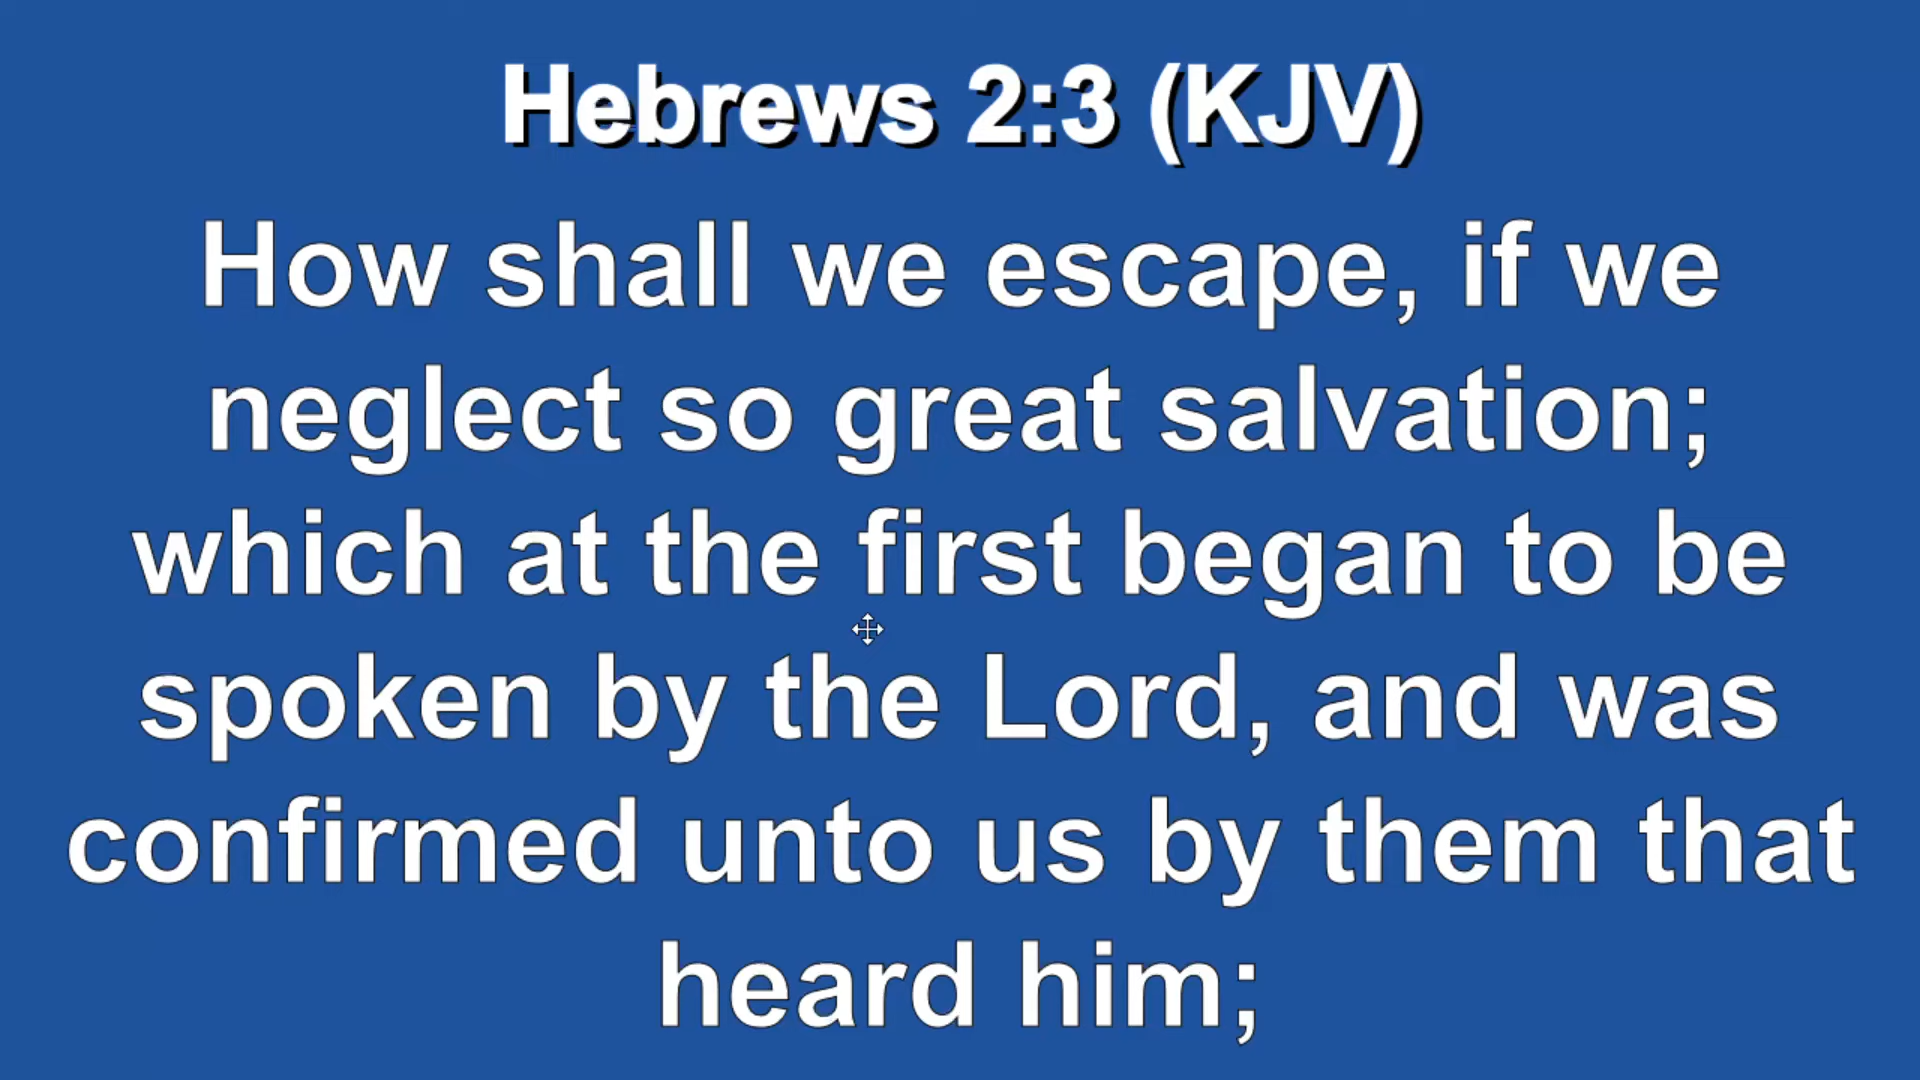 Hebrews 2:3 (KJV)
How shall we escape, if we
neglect so great salvation;
which at the first began to be
spoken by the Lord, and was
confirmed unto us by them that
heard him;